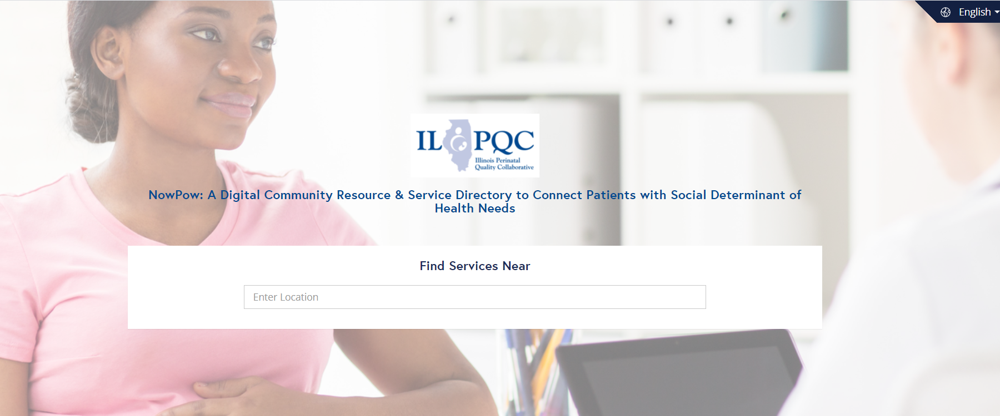 English
IL PQC
Illinois Perinatal
Quality Collaborative
NowPow: A Digital Community Resource & Service Directory to Connect Patients with Social Determinant of
Health Needs
Find Services Near
Enter Location